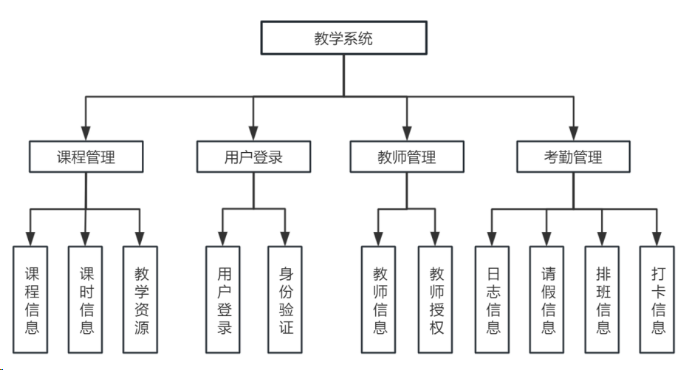 教学系统
课程管理
用户登录
教师管理
考勤管理
课程信息
课时信息
教学资源
用户登录
身份验证
教师信息
教师授权
日志信息
请假信息
排班信息
打卡信息